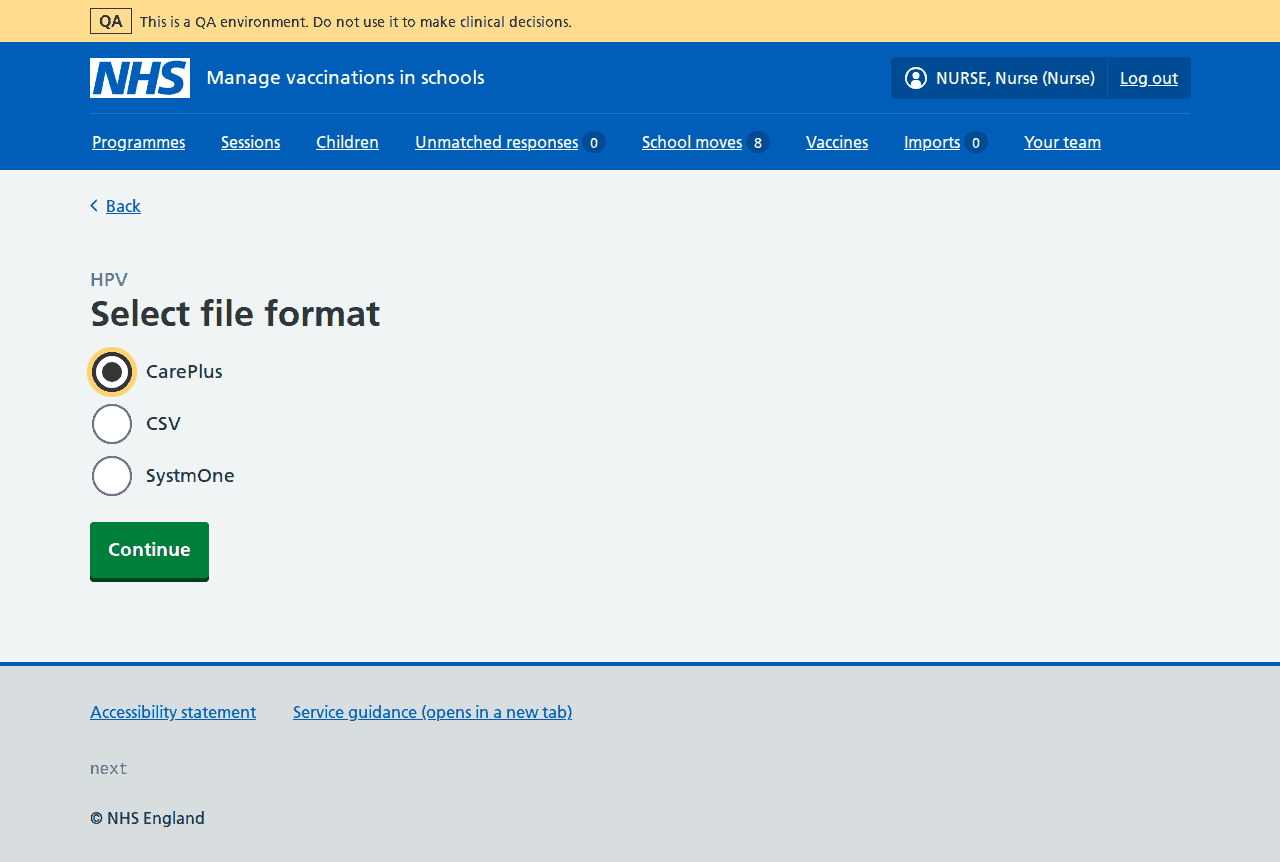 QA This is a QA environment. Do not use it to make clinical decisions.
NHS Manage vaccinations in schools NURSE, Nurse (Nurse) Log out
Programmes Sessions Children Unmatched responses 0 School moves 8 Vaccines Imports 0 Your team
Back
HPV
Select file format
CarePlus
CSV
SystmOne
Continue
Accessibility statement Service guidance (opens in a new tab)
next
© NHS England